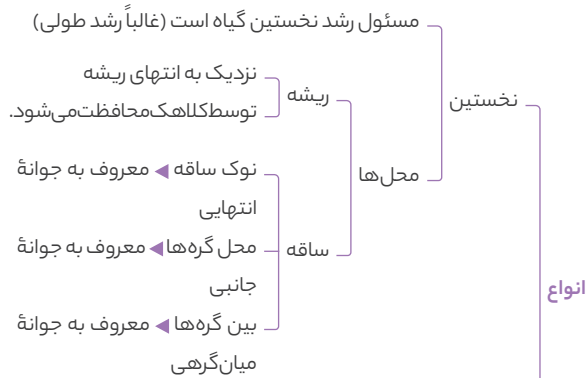 مسئول رشد نخستین گیاه است (غالباً رشد طولی)
نخستین
نزدیک به انتهای ریشه
ریشه
توسط کلاهک محافظت می‌شود.
محل‌ها
نوک ساقه ◀ معروف به جوانهٔ
انتهایی
ساقه
محل گره‌ها ◀ معروف به جوانهٔ
جانبی
بین گره‌ها ◀ معروف به جوانهٔ
میان‌گرهی
انواع